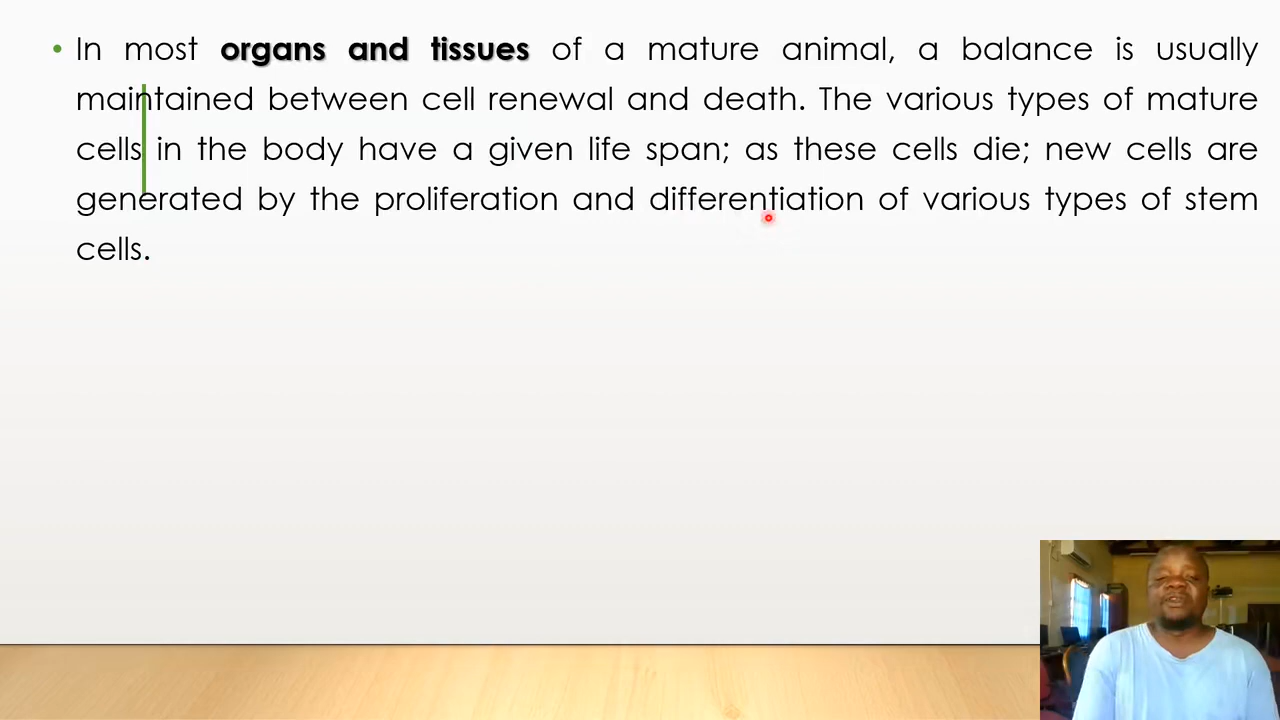 • In most organs and tissues of a mature animal, a balance is usually
maintained between cell renewal and death. The various types of mature
cells in the body have a given life span; as these cells die; new cells are
generated by the proliferation and differentiation of various types of stem
cells.